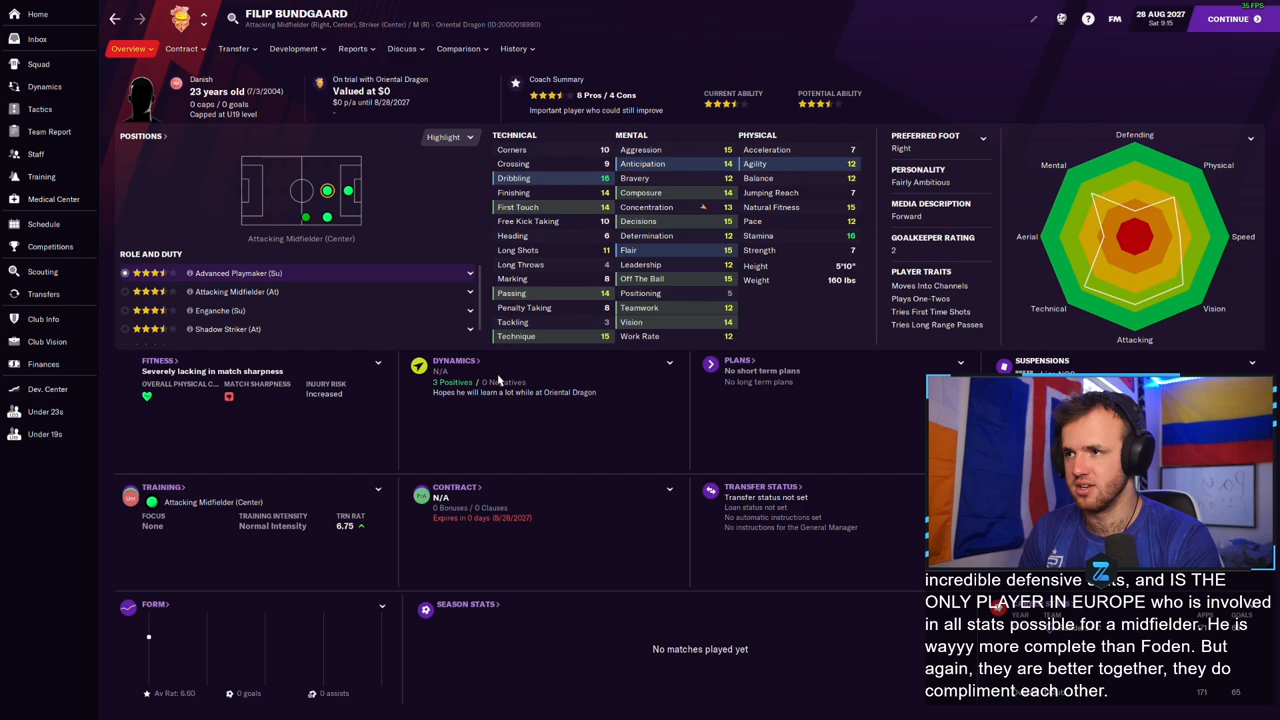 36 FPS
Home
Inbox
Squad
Dynamics
Tactics
Team Report
Staff
Training
Medical Center
Schedule
Competitions
Scouting
Transfers
Club Info
Club Vision
Finances
Dev. Center
Under 23s
Under 19s
FILIP BUNDGAARD
Attacking Midfielder (Right, Center), Striker (Center) / M (R) - Oriental Dragon (ID:2000018980)
FM
28 AUG 2027
Sat 9:15
CONTINUE
Overview
Contract
Transfer
Development
Reports
Discuss
Comparison
History
Danish
23 years old (7/3/2004)
0 caps / 0 goals
Capped at U19 level
On trial with Oriental Dragon
Valued at $0
$0 p/a until 8/28/2027
-
Coach Summary
8 Pros / 4 Cons
Important player who could still improve
CURRENT ABILITY
POTENTIAL ABILITY
POSITIONS
Highlight
Attacking Midfielder (Center)
ROLE AND DUTY
Advanced Playmaker (Su)
Attacking Midfielder (At)
Enganche (Su)
Shadow Striker (At)
TECHNICAL
Corners 10
Crossing 9
Dribbling 16
Finishing 14
First Touch 14
Free Kick Taking 10
Heading 6
Long Shots 11
Long Throws 4
Marking 8
Passing 14
Penalty Taking 8
Tackling 3
Technique 15
MENTAL
Aggression 15
Anticipation 14
Bravery 12
Composure 14
Concentration 13
Decisions 15
Determination 12
Flair 15
Leadership 12
Off The Ball 15
Positioning 5
Teamwork 12
Vision 14
Work Rate 12
PHYSICAL
Acceleration 7
Agility 12
Balance 12
Jumping Reach 7
Natural Fitness 15
Pace 12
Stamina 16
Strength 7
Height 5'10"
Weight 160 lbs
PREFERRED FOOT
Right
PERSONALITY
Fairly Ambitious
MEDIA DESCRIPTION
Forward
GOALKEEPER RATING
2
PLAYER TRAITS
Moves Into Channels
Plays One-Twos
Tries First Time Shots
Tries Long Range Passes
Defending
Mental
Physical
Aerial
Speed
Technical
Vision
Attacking
FITNESS
Severely lacking in match sharpness
OVERALL PHYSICAL C...
MATCH SHARPNESS
INJURY RISK
Increased
DYNAMICS
N/A
3 Positives / 0 Negatives
Hopes he will learn a lot while at Oriental Dragon
PLANS
No short term plans
No long term plans
SUSPENSIONS
TRAINING
Unr
Attacking Midfielder (Center)
FOCUS
None
TRAINING INTENSITY
Normal Intensity
TRN RAT
6.75
CONTRACT
P/A
N/A
0 Bonuses / 0 Clauses
Expires in 0 days (8/28/2027)
TRANSFER STATUS
Transfer status not set
Loan status not set
No automatic instructions set
No instructions for the General Manager
FORM
Av Rat: 6.60
0 goals
0 assists
SEASON STATS
No matches played yet
incredible defensive
and IS THE
ONLY PLAYER IN EUROPE who is involved
in all stats possible for a midfielder. He is
wayyy more complete than Foden. But
again, they are better together, they do
compliment each other.
171 65